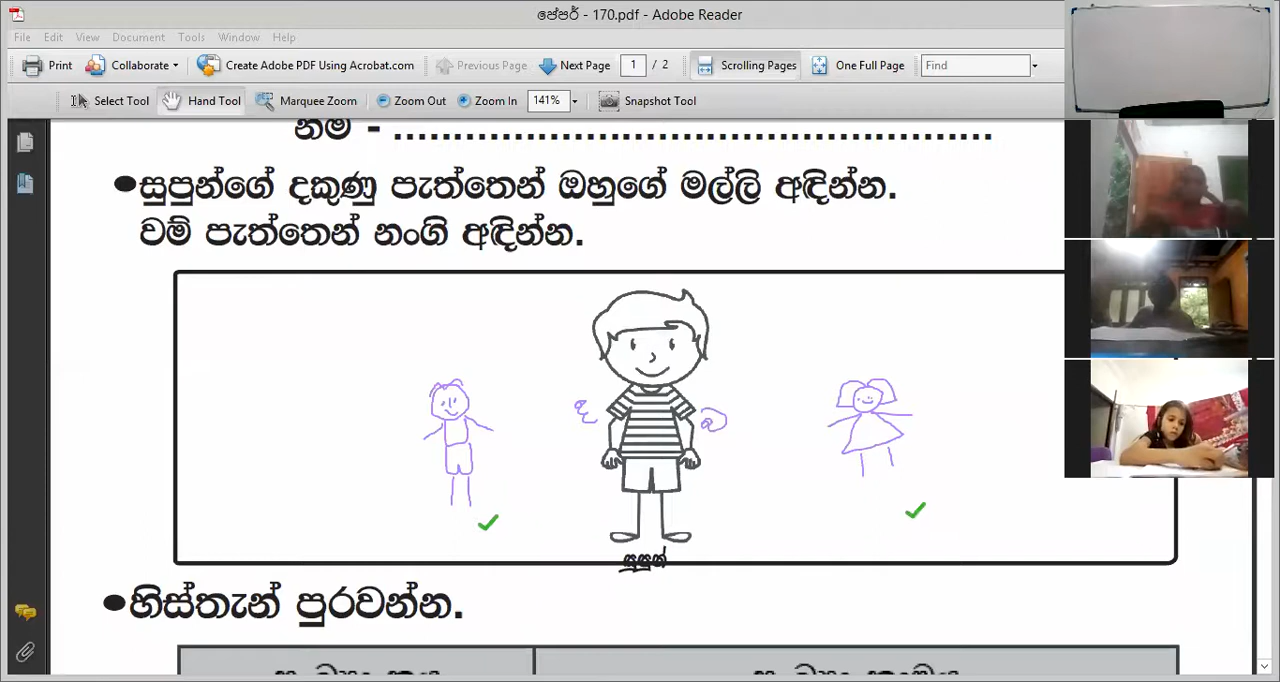 පේපර් - 170.pdf - Adobe Reader
File Edit View Document Tools Window Help
Print Collaborate Create Adobe PDF Using Acrobat.com Previous Page Next Page 1 / 2 Scrolling Pages One Full Page Find
Select Tool Hand Tool Marquee Zoom Zoom Out Zoom In 141% Snapshot Tool
නම - ..................................................
●සුපුන්ගේ දකුණු පැත්තෙන් ඔහුගේ මල්ලි අඳින්න.
වම් පැත්තෙන් නංගි අඳින්න.
ද
ව
සුපුන්
●හිස්තැන් පුරවන්න.